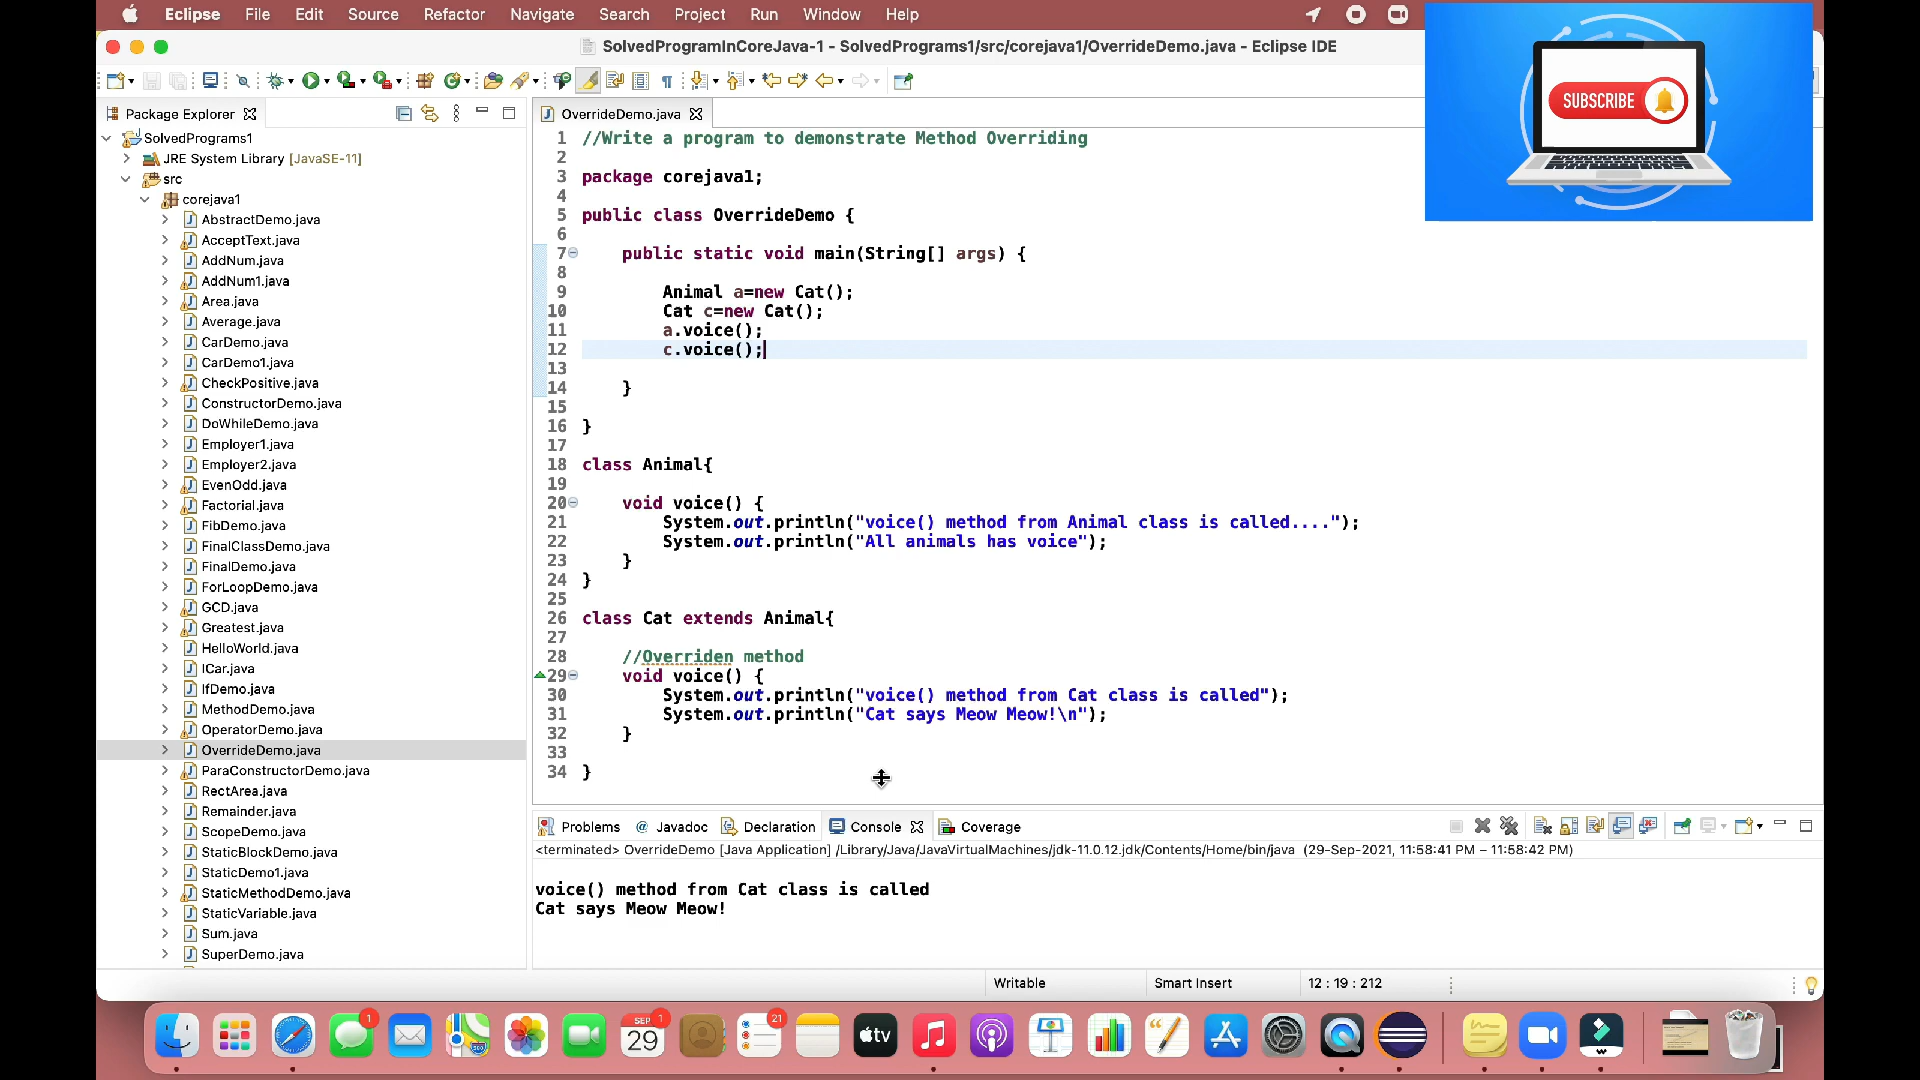 Eclipse File Edit Source Refactor Navigate Search Project Run Window Help
SolvedProgramInCoreJava-1 - SolvedPrograms1/src/corejava1/OverrideDemo.java - Eclipse IDE
SUBSCRIBE
Package Explorer
SolvedPrograms1
JRE System Library [JavaSE-11]
src
corejava1
AbstractDemo.java
AcceptText.java
AddNum.java
AddNum1.java
Area.java
Average.java
CarDemo.java
CarDemo1.java
CheckPositive.java
ConstructorDemo.java
DoWhileDemo.java
Employer1.java
Employer2.java
EvenOdd.java
Factorial.java
FibDemo.java
FinalClassDemo.java
FinalDemo.java
ForLoopDemo.java
GCD.java
Greatest.java
HelloWorld.java
ICar.java
IfDemo.java
MethodDemo.java
OperatorDemo.java
OverrideDemo.java
ParaConstructorDemo.java
RectArea.java
Remainder.java
ScopeDemo.java
StaticBlockDemo.java
StaticDemo1.java
StaticMethodDemo.java
StaticVariable.java
Sum.java
SuperDemo.java
OverrideDemo.java
1 //Write a program to demonstrate Method Overriding
2
3 package corejava1;
4
5 public class OverrideDemo {
6
7 public static void main(String[] args) {
8
9 Animal a=new Cat();
10 Cat c=new Cat();
11 a.voice();
12 c.voice();
13
14 }
15
16 }
17
18 class Animal{
19
20 void voice() {
21 System.out.println("voice() method from Animal class is called....");
22 System.out.println("All animals has voice");
23 }
24 }
25
26 class Cat extends Animal{
27
28 //Overriden method
29 void voice() {
30 System.out.println("voice() method from Cat class is called");
31 System.out.println("Cat says Meow Meow!\n");
32 }
33
34 }
Problems @ Javadoc Declaration Console Coverage
<terminated> OverrideDemo [Java Application] /Library/Java/JavaVirtualMachines/jdk-11.0.12.jdk/Contents/Home/bin/java (29-Sep-2021, 11:58:41 PM – 11:58:42 PM)
voice() method from Cat class is called
Cat says Meow Meow!
Writable Smart Insert 12 : 19 : 212
1 SEP 29 1 21 tv